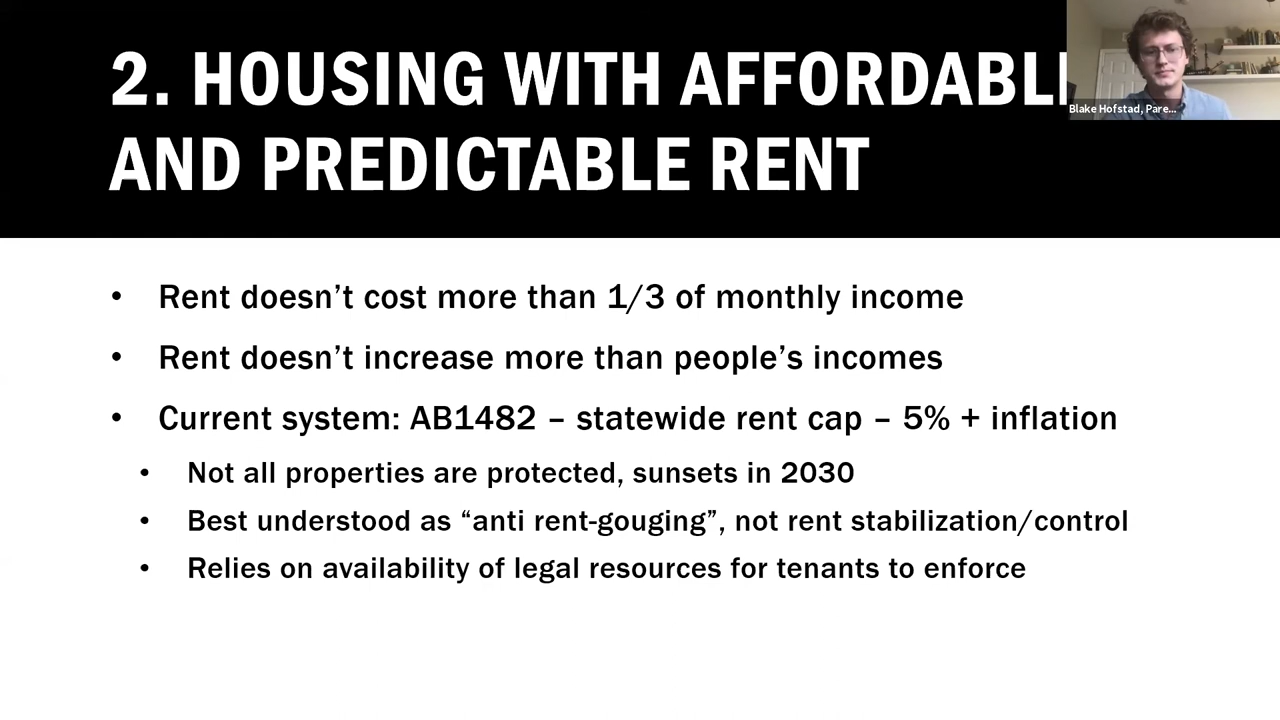 2. HOUSING WITH AFFORDABL
AND PREDICTABLE RENT
Blake Hofstad, Pare...
• Rent doesn’t cost more than 1/3 of monthly income
• Rent doesn’t increase more than people’s incomes
• Current system: AB1482 – statewide rent cap – 5% + inflation
• Not all properties are protected, sunsets in 2030
• Best understood as “anti rent-gouging”, not rent stabilization/control
• Relies on availability of legal resources for tenants to enforce